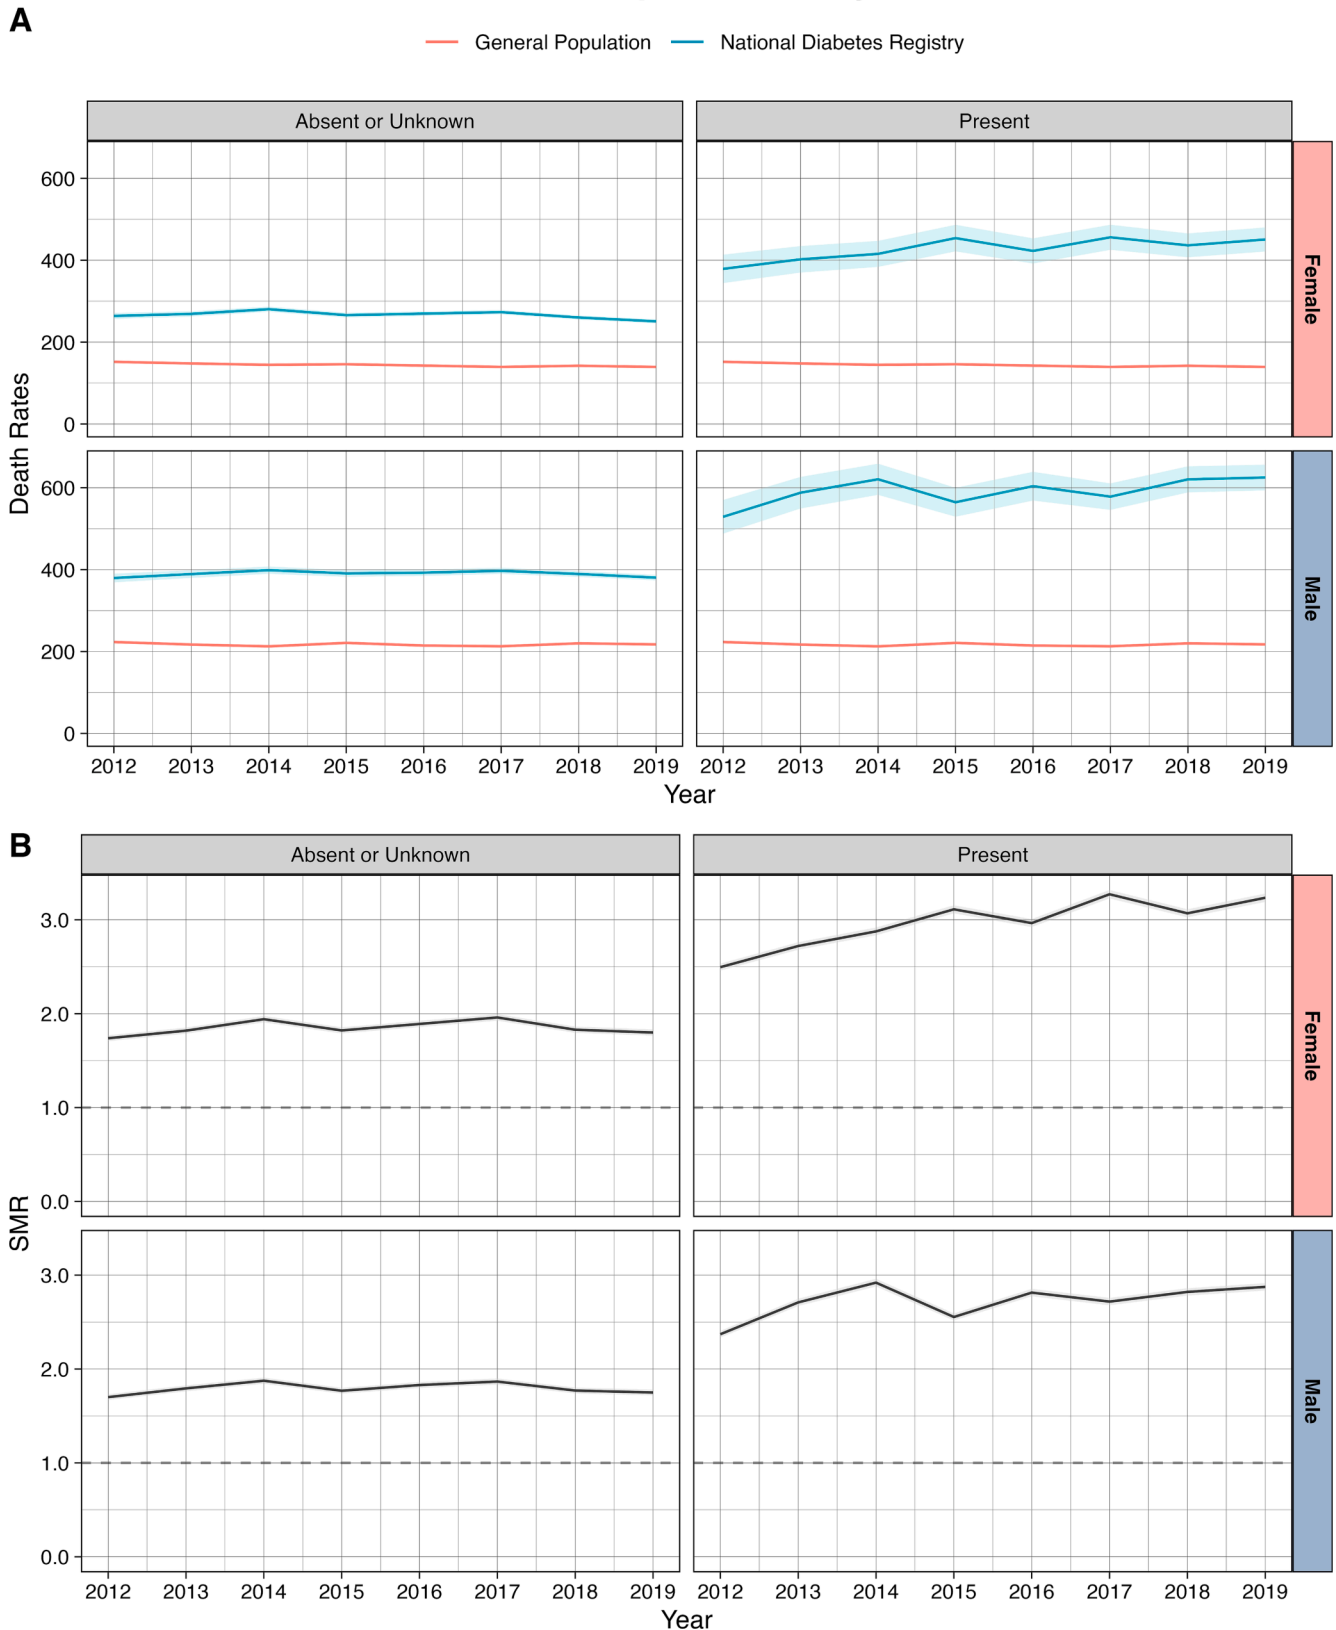 A
General Population
National Diabetes Registry
Absent or Unknown
Present
600
400
200
0
Female
Death Rates
600
400
200
0
Male
2012 2013 2014 2015 2016 2017 2018 2019
2012 2013 2014 2015 2016 2017 2018 2019
Year
B
Absent or Unknown
Present
3.0
2.0
1.0
0.0
Female
SMR
3.0
2.0
1.0
0.0
Male
2012 2013 2014 2015 2016 2017 2018 2019
2012 2013 2014 2015 2016 2017 2018 2019
Year